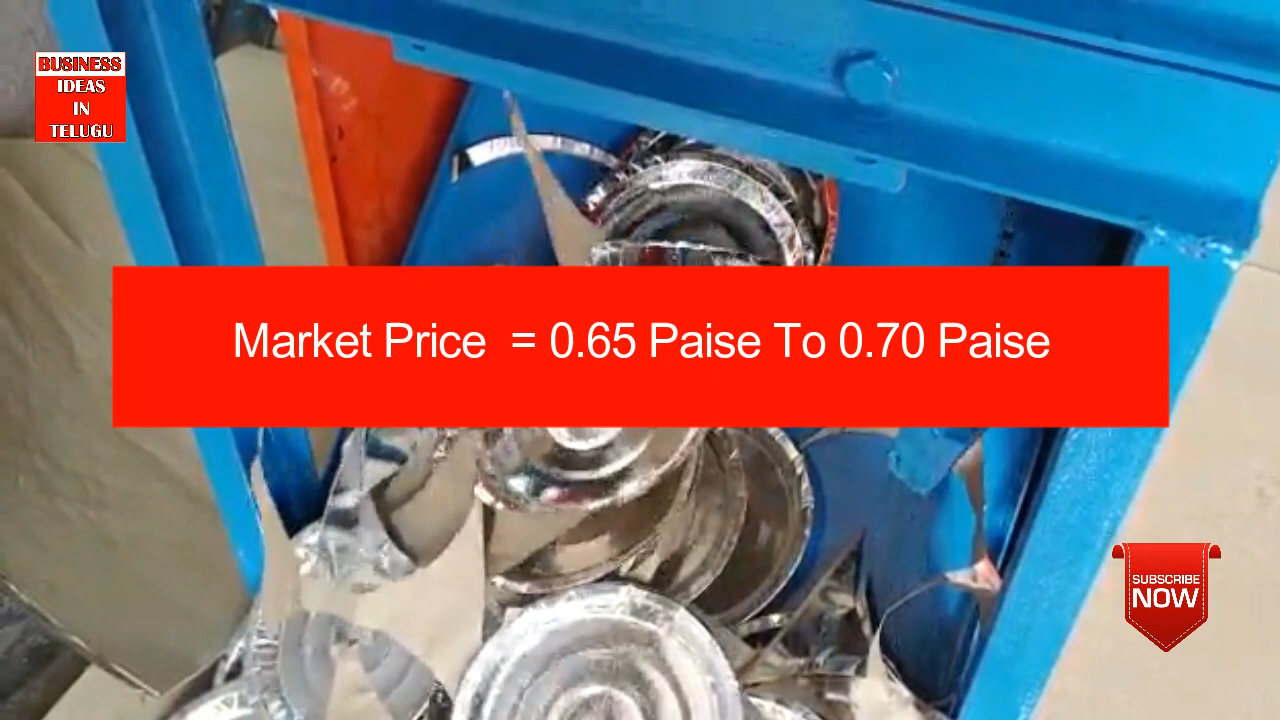 BUSINESS
IDEAS
IN
TELUGU
Market Price = 0.65 Paise To 0.70 Paise
SUBSCRIBE
NOW